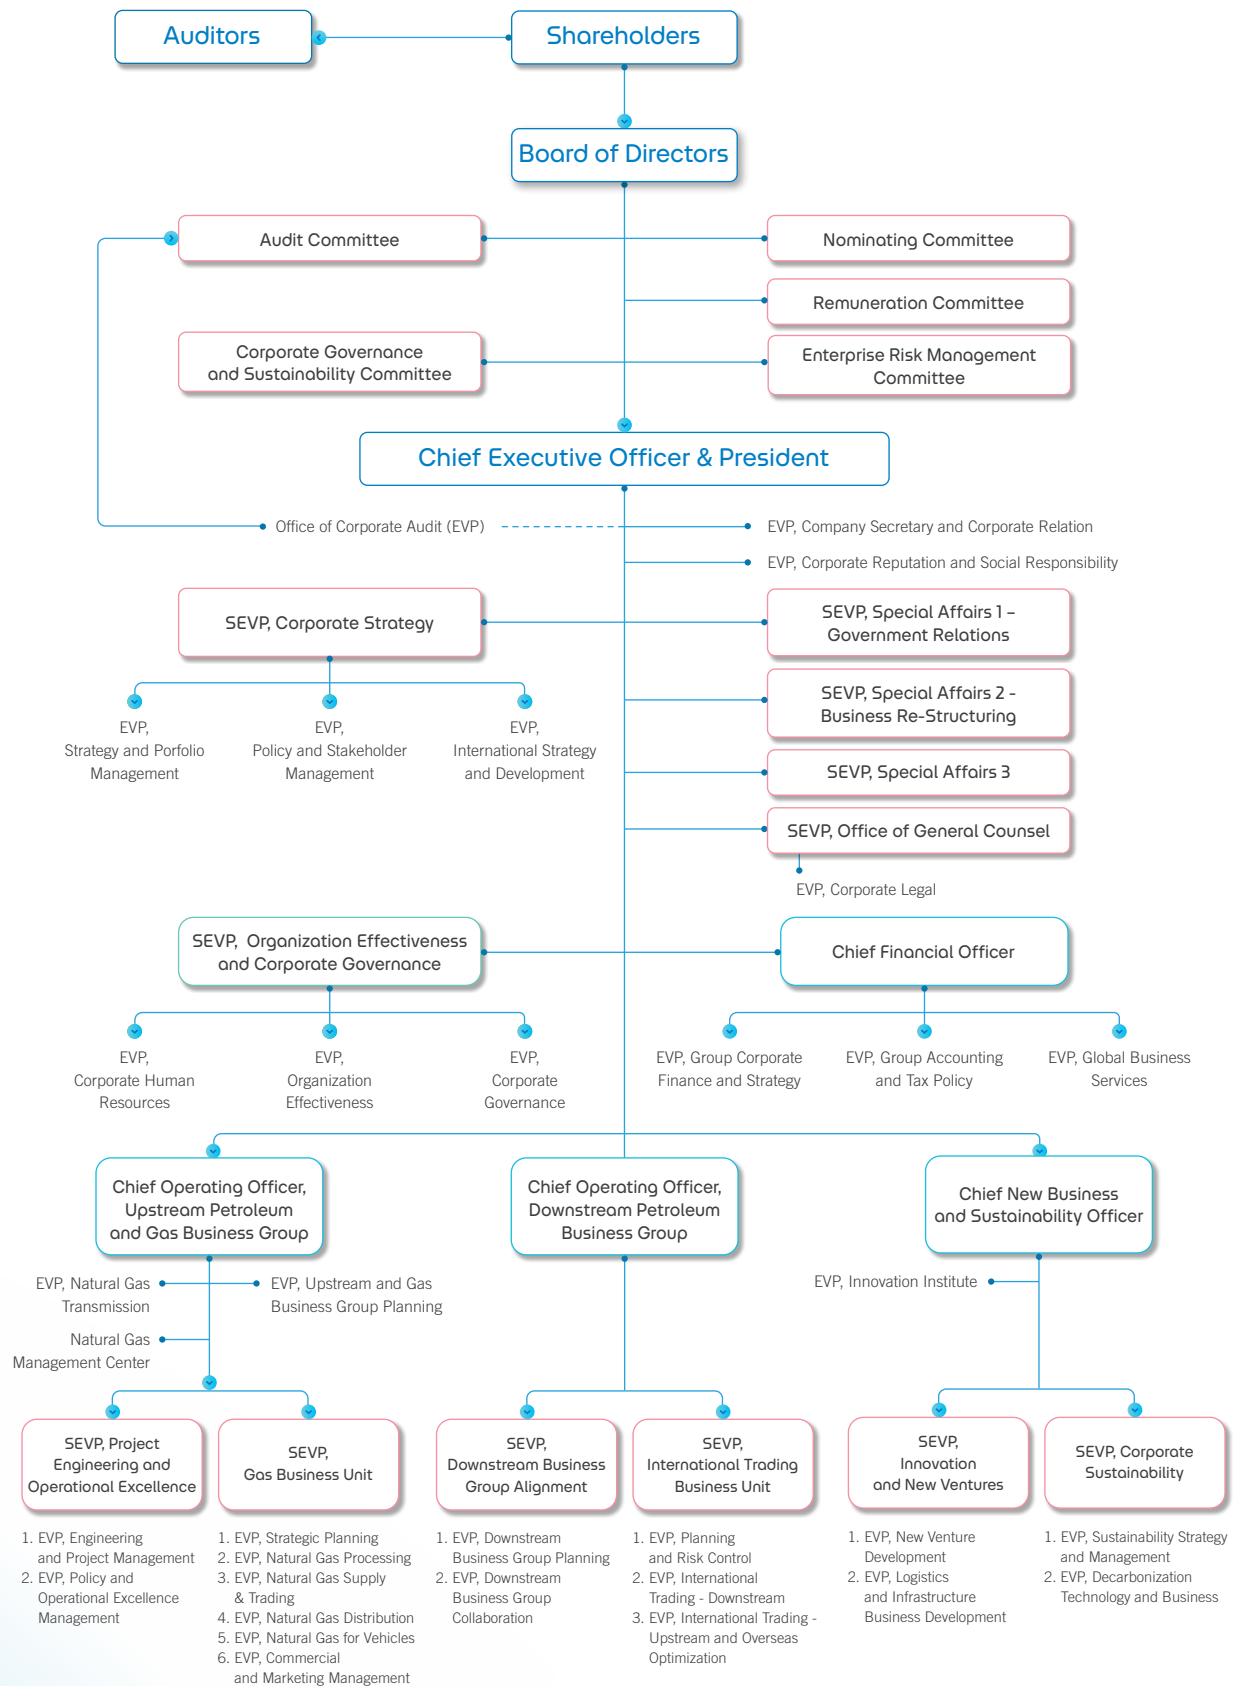 Auditors
Shareholders
Board of Directors
Audit Committee
Nominating Committee
Remuneration Committee
Corporate Governance
and Sustainability Committee
Enterprise Risk Management
Committee
Chief Executive Officer & President
Office of Corporate Audit (EVP)
EVP, Company Secretary and Corporate Relation
EVP, Corporate Reputation and Social Responsibility
SEVP, Corporate Strategy
SEVP, Special Affairs 1 –
Government Relations
EVP,
Strategy and Porfolio
Management
EVP,
Policy and Stakeholder
Management
EVP,
International Strategy
and Development
SEVP, Special Affairs 2 -
Business Re-Structuring
SEVP, Special Affairs 3
SEVP, Office of General Counsel
EVP, Corporate Legal
SEVP, Organization Effectiveness
and Corporate Governance
Chief Financial Officer
EVP,
Corporate Human
Resources
EVP,
Organization
Effectiveness
EVP,
Corporate
Governance
EVP, Group Corporate
Finance and Strategy
EVP, Group Accounting
and Tax Policy
EVP, Global Business
Services
Chief Operating Officer,
Upstream Petroleum
and Gas Business Group
Chief Operating Officer,
Downstream Petroleum
Business Group
Chief New Business
and Sustainability Officer
EVP, Natural Gas
Transmission
EVP, Upstream and Gas
Business Group Planning
Natural Gas
Management Center
EVP, Innovation Institute
SEVP, Project
Engineering and
Operational Excellence
SEVP,
Gas Business Unit
SEVP,
Downstream Business
Group Alignment
SEVP,
International Trading
Business Unit
SEVP,
Innovation
and New Ventures
SEVP, Corporate
Sustainability
1. EVP, Engineering
and Project Management
2. EVP, Policy and
Operational Excellence
Management
1. EVP, Strategic Planning
2. EVP, Natural Gas Processing
3. EVP, Natural Gas Supply
& Trading
4. EVP, Natural Gas Distribution
5. EVP, Natural Gas for Vehicles
6. EVP, Commercial
and Marketing Management
1. EVP, Downstream
Business Group Planning
2. EVP, Downstream
Business Group
Collaboration
1. EVP, Planning
and Risk Control
2. EVP, International
Trading - Downstream
3. EVP, International Trading -
Upstream and Overseas
Optimization
1. EVP, New Venture
Development
2. EVP, Logistics
and Infrastructure
Business Development
1. EVP, Sustainability Strategy
and Management
2. EVP, Decarbonization
Technology and Business